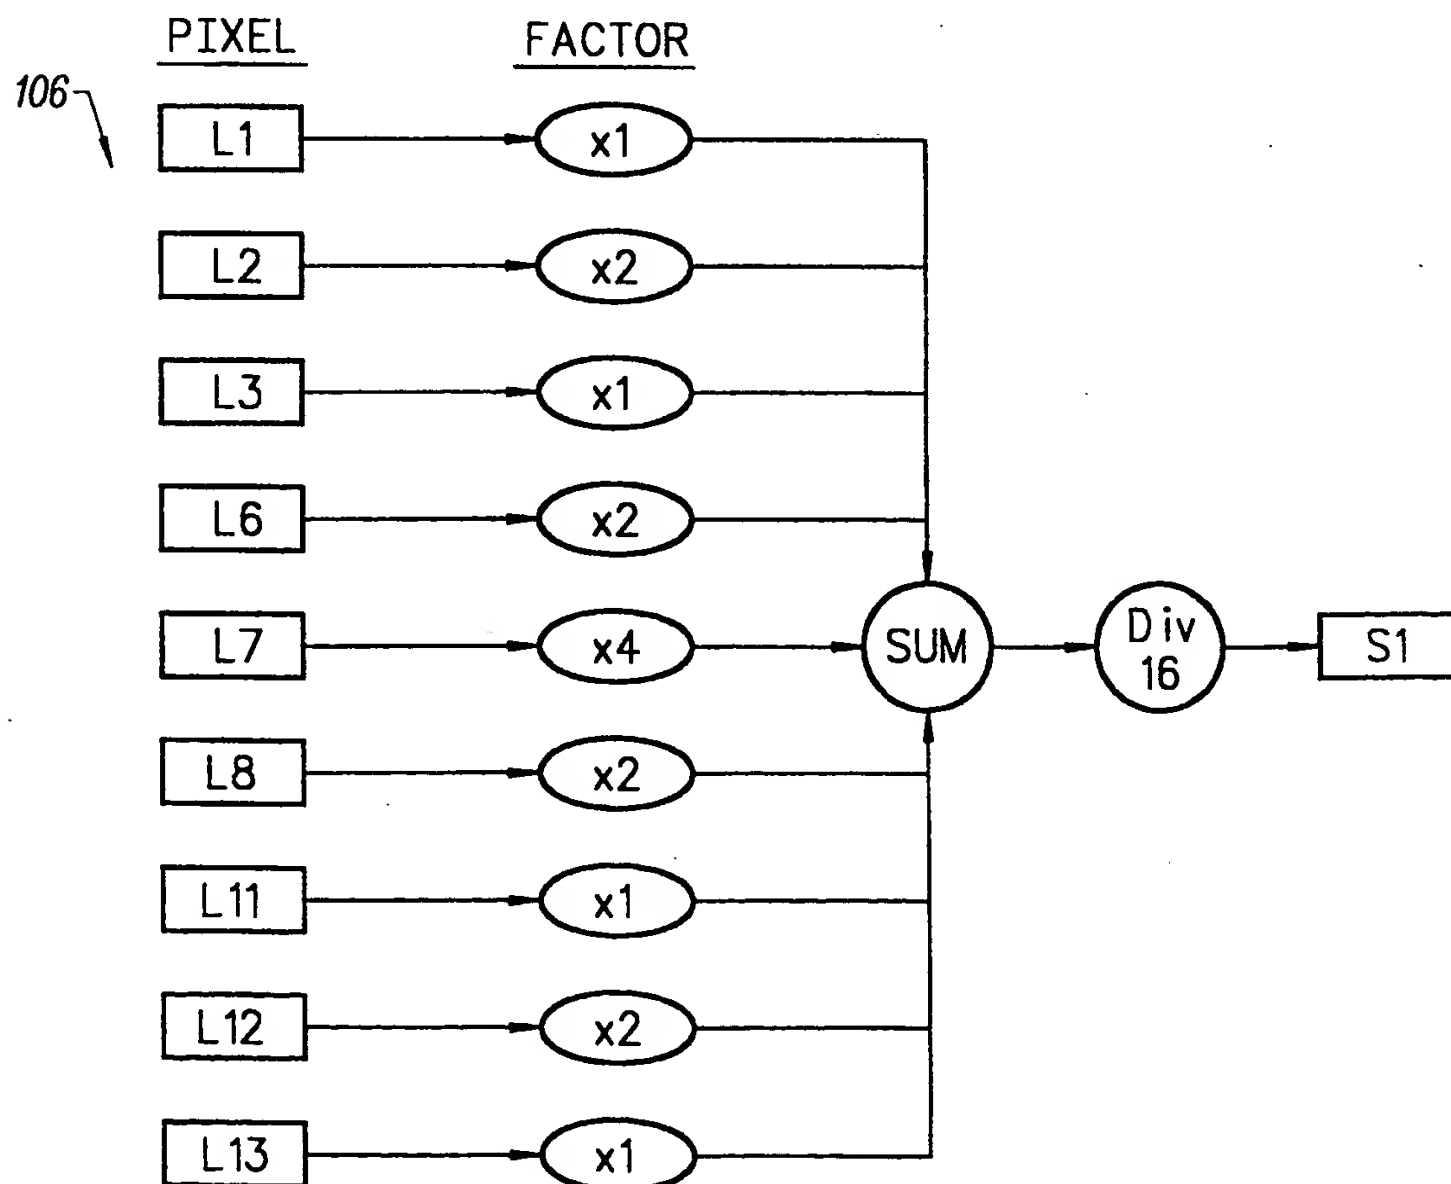 PIXEL FACTOR
106
L1 x1
L2 x2
L3 x1
L6 x2
L7 x4 SUM Div 16 S1
L8 x2
L11 x1
L12 x2
L13 x1